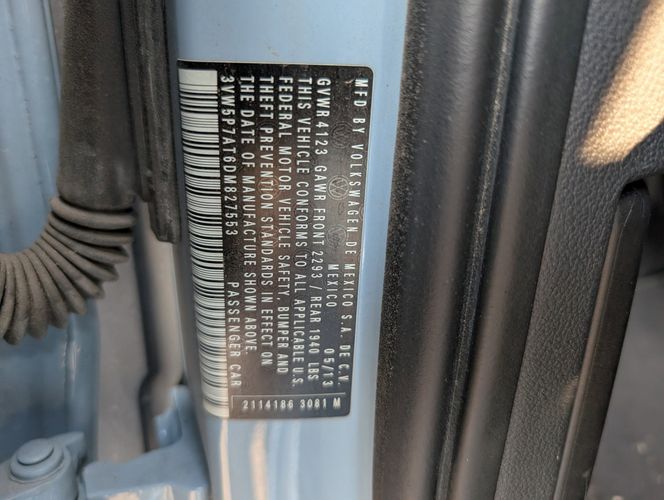 MFD BY VOLKSWAGEN DE MEXICO S.A. DE C.V.
MEXICO 05/13
GVWR 4123 GAWR FRONT 2293 / REAR 1940 LBS
THIS VEHICLE CONFORMS TO ALL APPLICABLE U.S.
FEDERAL MOTOR VEHICLE SAFETY, BUMPER AND
THEFT PREVENTION STANDARDS IN EFFECT ON
THE DATE OF MANUFACTURE SHOWN ABOVE.
3VW5P7AT6DM827553 PASSENGER CAR
2114186 3081 M